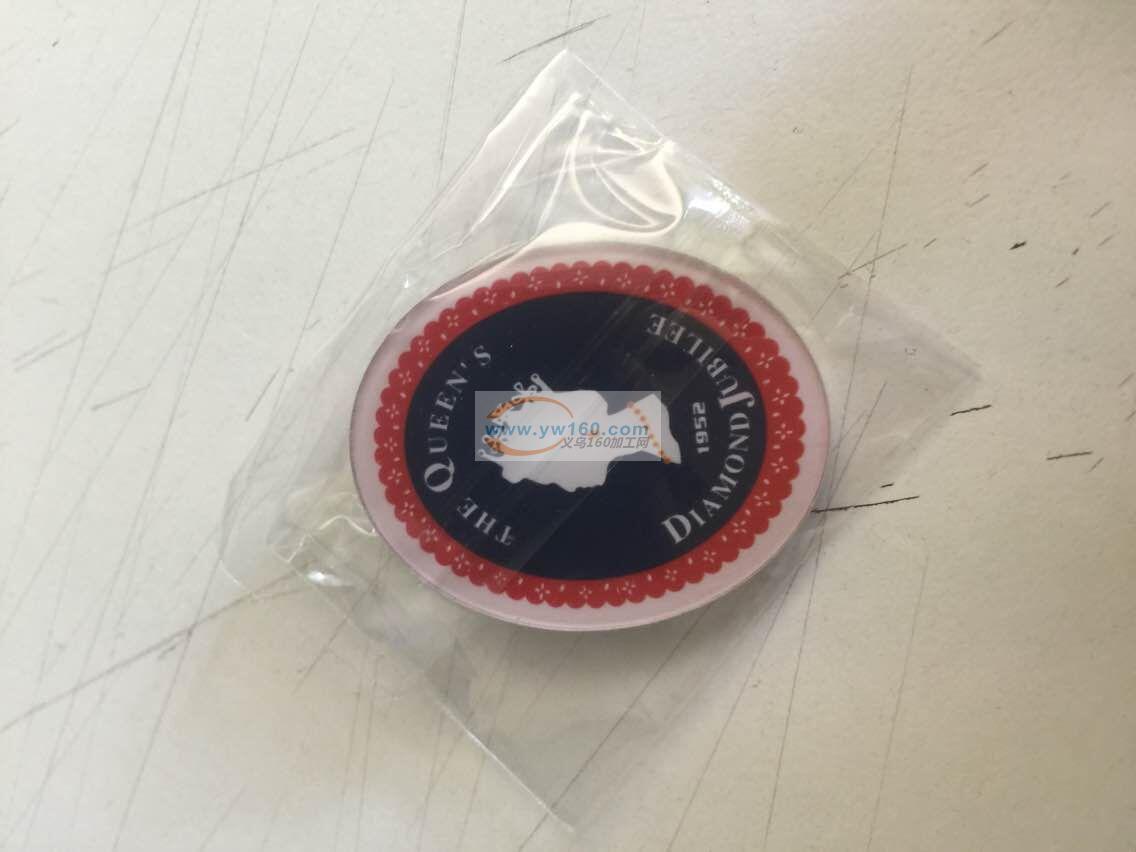 THE QUEEN'S
1952
DIAMOND JUBILEE
www.yw160.com
义乌160加工网